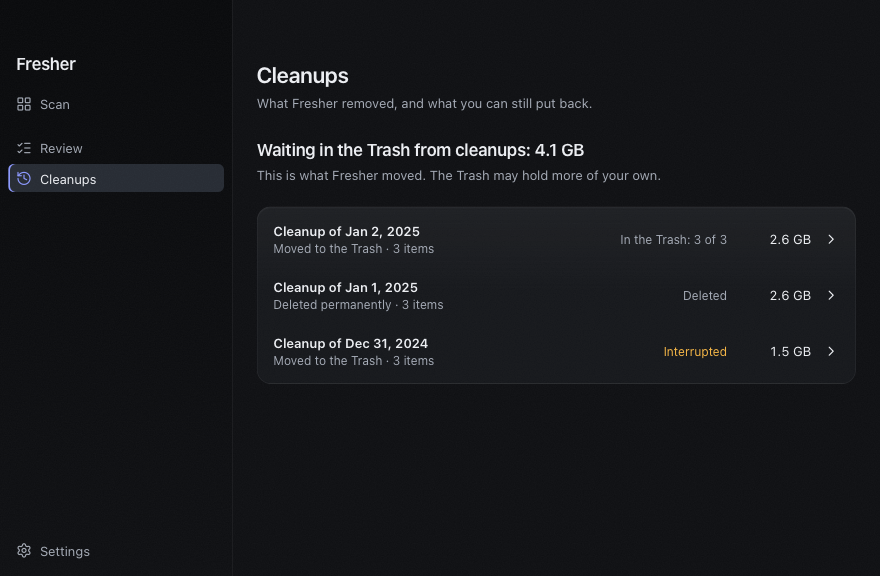 Fresher
Scan
Review
Cleanups
Settings
Cleanups
What Fresher removed, and what you can still put back.
Waiting in the Trash from cleanups: 4.1 GB
This is what Fresher moved. The Trash may hold more of your own.
Cleanup of Jan 2, 2025
Moved to the Trash · 3 items
In the Trash: 3 of 3
2.6 GB
Cleanup of Jan 1, 2025
Deleted permanently · 3 items
Deleted
2.6 GB
Cleanup of Dec 31, 2024
Moved to the Trash · 3 items
Interrupted
1.5 GB